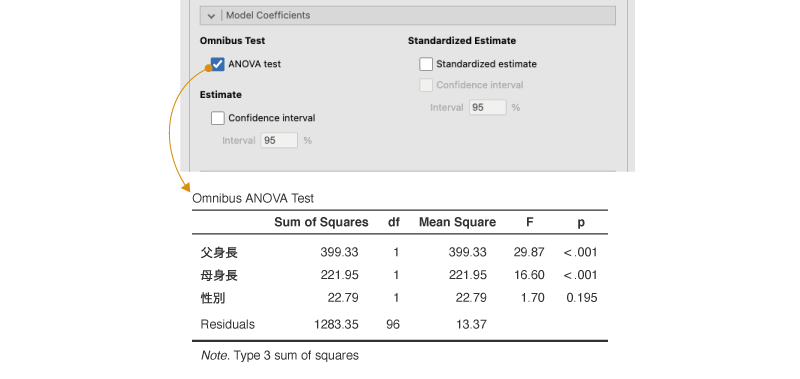 Model Coefficients
Omnibus Test
Standardized Estimate
ANOVA test
Standardized estimate
Confidence interval
Estimate
Interval 95 %
Confidence interval
Interval 95 %
Omnibus ANOVA Test
Sum of Squares df Mean Square F p
父身長 399.33 1 399.33 29.87 <.001
母身長 221.95 1 221.95 16.60 <.001
性別 22.79 1 22.79 1.70 0.195
Residuals 1283.35 96 13.37
Note. Type 3 sum of squares